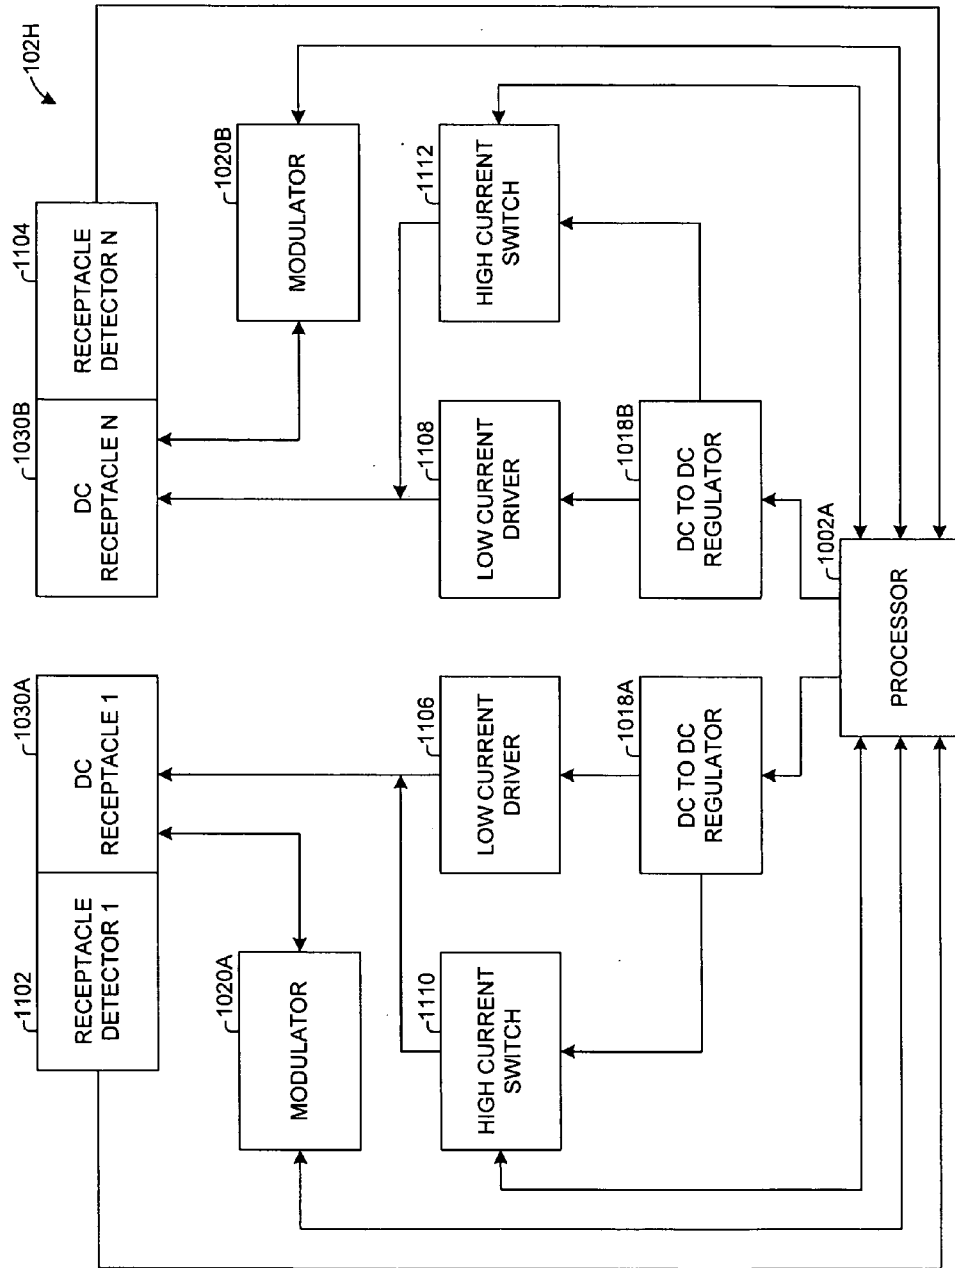 102H
1102
RECEPTACLE
DETECTOR 1
1030A
DC
RECEPTACLE 1
1030B
DC
RECEPTACLE N
1104
RECEPTACLE
DETECTOR N
1020A
MODULATOR
1020B
MODULATOR
1110
HIGH CURRENT
SWITCH
1106
LOW CURRENT
DRIVER
1108
LOW CURRENT
DRIVER
1112
HIGH CURRENT
SWITCH
1018A
DC TO DC
REGULATOR
1018B
DC TO DC
REGULATOR
1002A
PROCESSOR